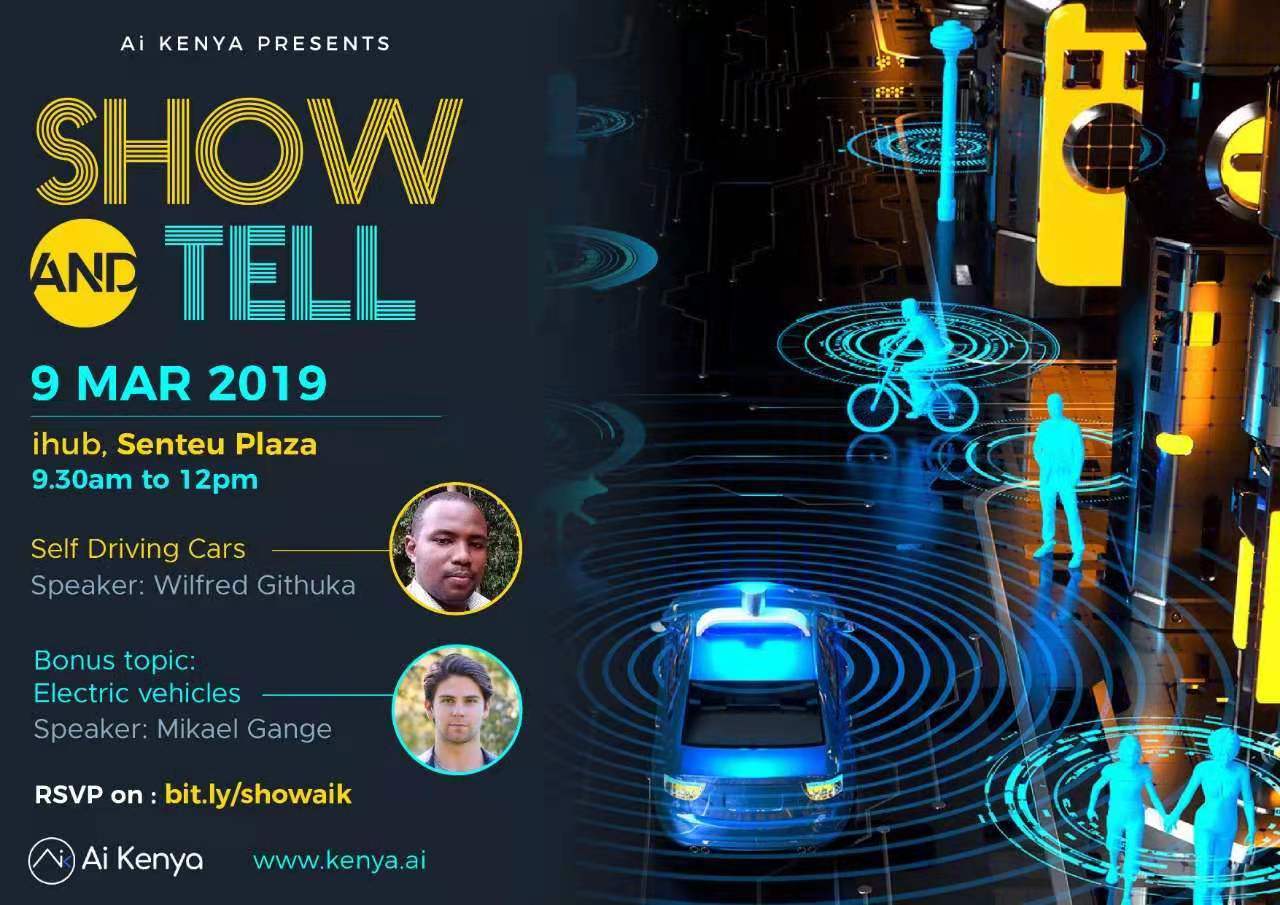 Ai KENYA PRESENTS
SHOW
AND TELL
9 MAR 2019
ihub, Senteu Plaza
9.30am to 12pm
Self Driving Cars
Speaker: Wilfred Githuka
Bonus topic:
Electric vehicles
Speaker: Mikael Gange
RSVP on : bit.ly/showaik
Ai Kenya www.kenya.ai